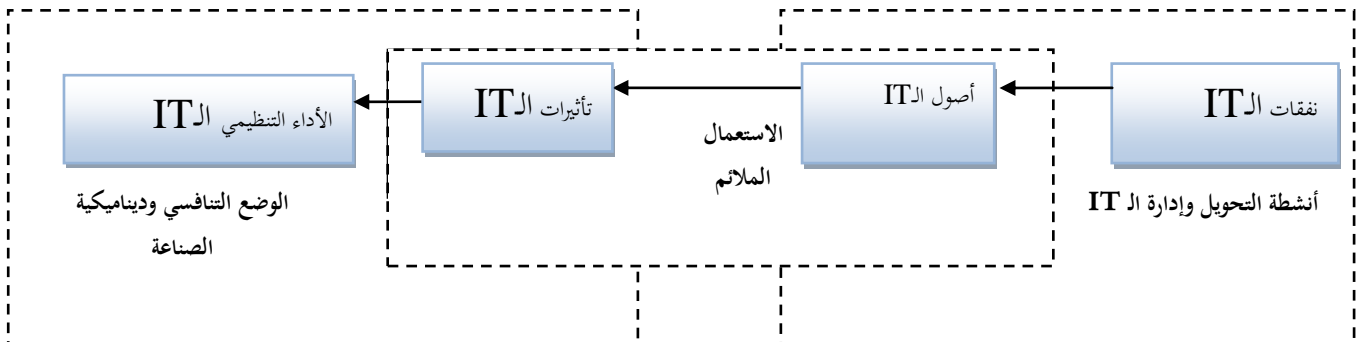 نفقات الـIT
أصول الـIT
تأثيرات الـIT
الأداء التنظيمي الـIT
أنشطة التحويل وإدارة الـ IT
الاستعمال
الملائم
الوضع التنافسي وديناميكية
الصناعة